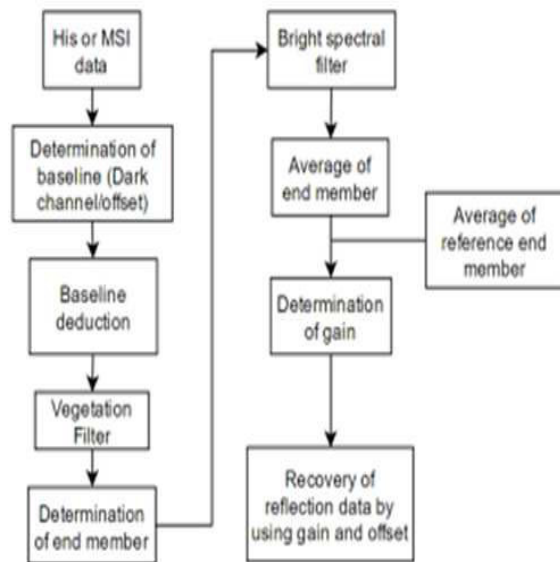 His or MSI
data
Determination of
baseline (Dark
channel/offset)
Baseline
deduction
Vegetation
Filter
Determination
of end member
Bright spectral
filter
Average of
end member
Average of
reference end
member
Determination
of gain
Recovery of
reflection data by
using gain and offset